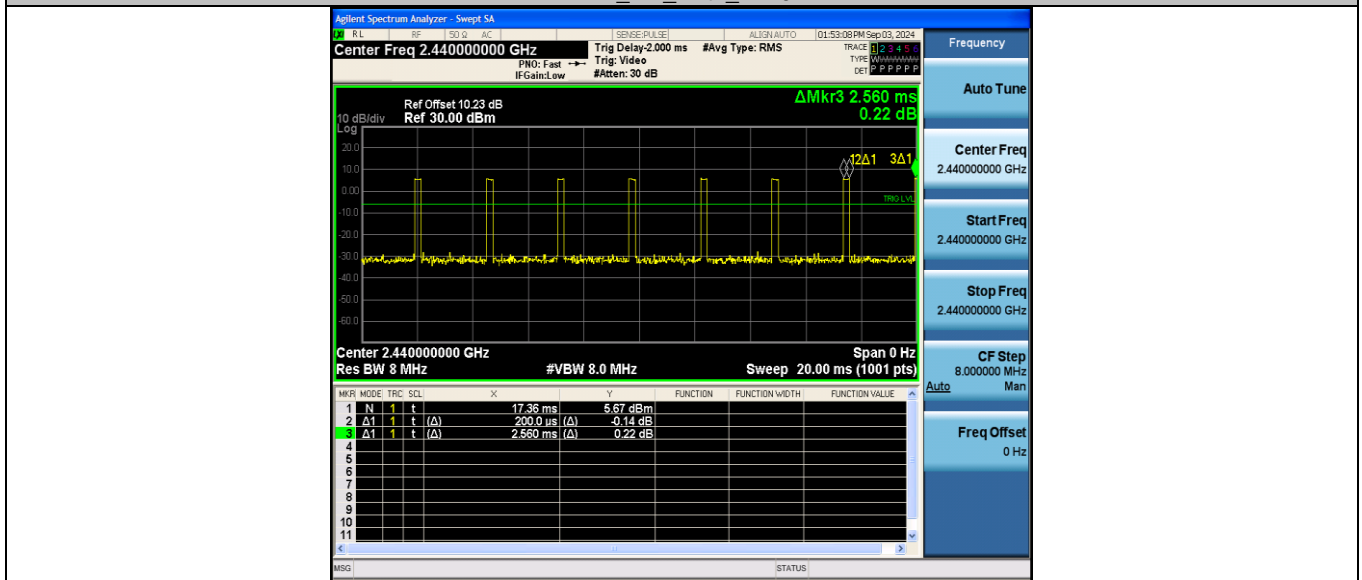 Agilent Spectrum Analyzer - Swept SA
RL RF 50 Ω AC SENSE:PULSE ALIGN AUTO 01:53:08 PM Sep 03, 2024
Center Freq 2.440000000 GHz
PNO: Fast
IFGain:Low
Trig Delay-2.000 ms
Trig: Video
#Atten: 30 dB
#Avg Type: RMS
TRACE 1 2 3 4 5 6
TYPE W
DET P P P P P P
Frequency
ΔMkr3 2.560 ms
0.22 dB
Ref Offset 10.23 dB
10 dB/div Ref 30.00 dBm
Log
20.0
10.0
0.00
-10.0
-20.0
-30.0
-40.0
-50.0
-60.0
12Δ1 3Δ1
TRIG LVL
Center 2.440000000 GHz Span 0 Hz
Res BW 8 MHz #VBW 8.0 MHz Sweep 20.00 ms (1001 pts)
MKR MODE TRC SCL X Y FUNCTION FUNCTION WIDTH FUNCTION VALUE
1 N 1 t 17.36 ms 5.67 dBm
2 Δ1 1 t (Δ) 200.0 µs (Δ) -0.14 dB
3 Δ1 1 t (Δ) 2.560 ms (Δ) 0.22 dB
4
5
6
7
8
9
10
11
Auto Tune
Center Freq
2.440000000 GHz
Start Freq
2.440000000 GHz
Stop Freq
2.440000000 GHz
CF Step
8.000000 MHz
Auto Man
Freq Offset
0 Hz
MSG STATUS